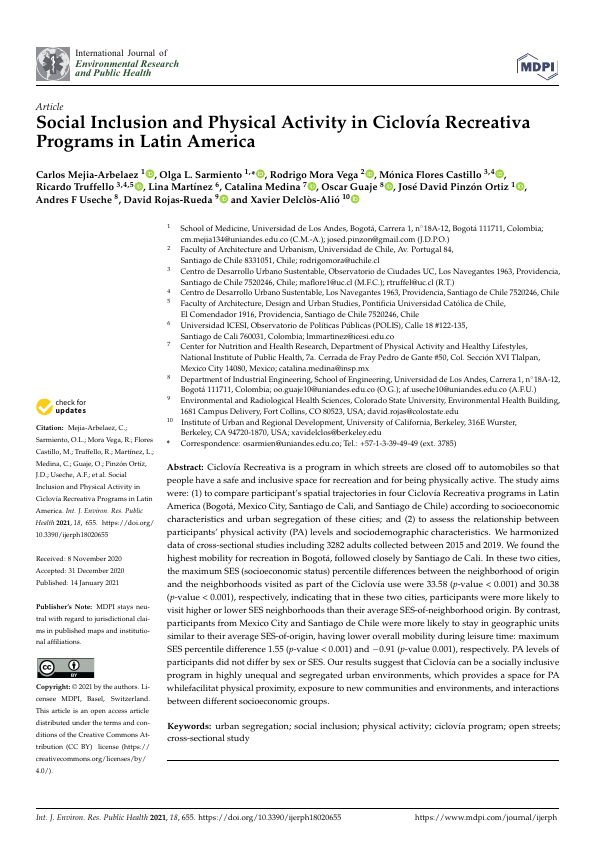 International Journal of
Environmental Research
and Public Health
MDPI
Article
Social Inclusion and Physical Activity in Ciclovía Recreativa
Programs in Latin America
Carlos Mejia-Arbelaez 1, Olga L. Sarmiento 1,*, Rodrigo Mora Vega 2, Mónica Flores Castillo 3,4,
Ricardo Truffello 3,4,5, Lina Martínez 6, Catalina Medina 7, Oscar Guaje 8, José David Pinzón Ortiz 1,
Andres F Useche 8, David Rojas-Rueda 9 and Xavier Delclòs-Alió 10
1 School of Medicine, Universidad de Los Andes, Bogotá, Carrera 1, n°18A-12, Bogotá 111711, Colombia;
cm.mejia134@uniandes.edu.co (C.M.-A.); josed.pinzon@gmail.com (J.D.P.O.)
2 Faculty of Architecture and Urbanism, Universidad de Chile, Av. Portugal 84,
Santiago de Chile 8331051, Chile; rodrigomora@uchile.cl
3 Centro de Desarrollo Urbano Sustentable, Observatorio de Ciudades UC, Los Navegantes 1963, Providencia,
Santiago de Chile 7520246, Chile; maflore1@uc.cl (M.F.C.); rtruffel@uc.cl (R.T.)
4 Centro de Desarrollo Urbano Sustentable, Los Navegantes 1963, Providencia, Santiago de Chile 7520246, Chile
5 Faculty of Architecture, Design and Urban Studies, Pontificia Universidad Católica de Chile,
El Comendador 1916, Providencia, Santiago de Chile 7520246, Chile
6 Universidad ICESI, Observatorio de Políticas Públicas (POLIS), Calle 18 #122-135,
Santiago de Cali 760031, Colombia; lmmartinez@icesi.edu.co
7 Center for Nutrition and Health Research, Department of Physical Activity and Healthy Lifestyles,
National Institute of Public Health, 7a. Cerrada de Fray Pedro de Gante #50, Col. Sección XVI Tlalpan,
Mexico City 14080, Mexico; catalina.medina@insp.mx
8 Department of Industrial Engineering, School of Engineering, Universidad de Los Andes, Carrera 1, n°18A-12,
Bogotá 111711, Colombia; oo.guaje10@uniandes.edu.co (O.G.); af.useche10@uniandes.edu.co (A.F.U.)
9 Environmental and Radiological Health Sciences, Colorado State University, Environmental Health Building,
1681 Campus Delivery, Fort Collins, CO 80523, USA; david.rojas@colostate.edu
10 Institute of Urban and Regional Development, University of California, Berkeley, 316E Wurster,
Berkeley, CA 94720-1870, USA; xavidelclos@berkeley.edu
* Correspondence: osarmien@uniandes.edu.co; Tel.: +57-1-3-39-49-49 (ext. 3785)
check for
updates
Citation: Mejia-Arbelaez, C.;
Sarmiento, O.L.; Mora Vega, R.; Flores
Castillo, M.; Truffello, R.; Martínez, L.;
Medina, C.; Guaje, O.; Pinzón Ortiz,
J.D.; Useche, A.F.; et al. Social
Inclusion and Physical Activity in
Ciclovía Recreativa Programs in Latin
America. Int. J. Environ. Res. Public
Health 2021, 18, 655. https://doi.org/
10.3390/ijerph18020655
Received: 8 November 2020
Accepted: 31 December 2020
Published: 14 January 2021
Publisher's Note: MDPI stays neu-
tral with regard to jurisdictional clai-
ms in published maps and institutio-
nal affiliations.
cc BY
Copyright: © 2021 by the authors. Li-
censee MDPI, Basel, Switzerland.
This article is an open access article
distributed under the terms and con-
ditions of the Creative Commons At-
tribution (CC BY) license (https://
creativecommons.org/licenses/by/
4.0/).
Abstract: Ciclovía Recreativa is a program in which streets are closed off to automobiles so that
people have a safe and inclusive space for recreation and for being physically active. The study aims
were: (1) to compare participant's spatial trajectories in four Ciclovía Recreativa programs in Latin
America (Bogotá, Mexico City, Santiago de Cali, and Santiago de Chile) according to socioeconomic
characteristics and urban segregation of these cities; and (2) to assess the relationship between
participants' physical activity (PA) levels and sociodemographic characteristics. We harmonized
data of cross-sectional studies including 3282 adults collected between 2015 and 2019. We found the
highest mobility for recreation in Bogotá, followed closely by Santiago de Cali. In these two cities,
the maximum SES (socioeconomic status) percentile differences between the neighborhood of origin
and the neighborhoods visited as part of the Ciclovía use were 33.58 (p-value < 0.001) and 30.38
(p-value < 0.001), respectively, indicating that in these two cities, participants were more likely to
visit higher or lower SES neighborhoods than their average SES-of-neighborhood origin. By contrast,
participants from Mexico City and Santiago de Chile were more likely to stay in geographic units
similar to their average SES-of-origin, having lower overall mobility during leisure time: maximum
SES percentile difference 1.55 (p-value < 0.001) and −0.91 (p-value 0.001), respectively. PA levels of
participants did not differ by sex or SES. Our results suggest that Ciclovía can be a socially inclusive
program in highly unequal and segregated urban environments, which provides a space for PA
whilefacilitat physical proximity, exposure to new communities and environments, and interactions
between different socioeconomic groups.
Keywords: urban segregation; social inclusion; physical activity; ciclovía program; open streets;
cross-sectional study
Int. J. Environ. Res. Public Health 2021, 18, 655. https://doi.org/10.3390/ijerph18020655
https://www.mdpi.com/journal/ijerph